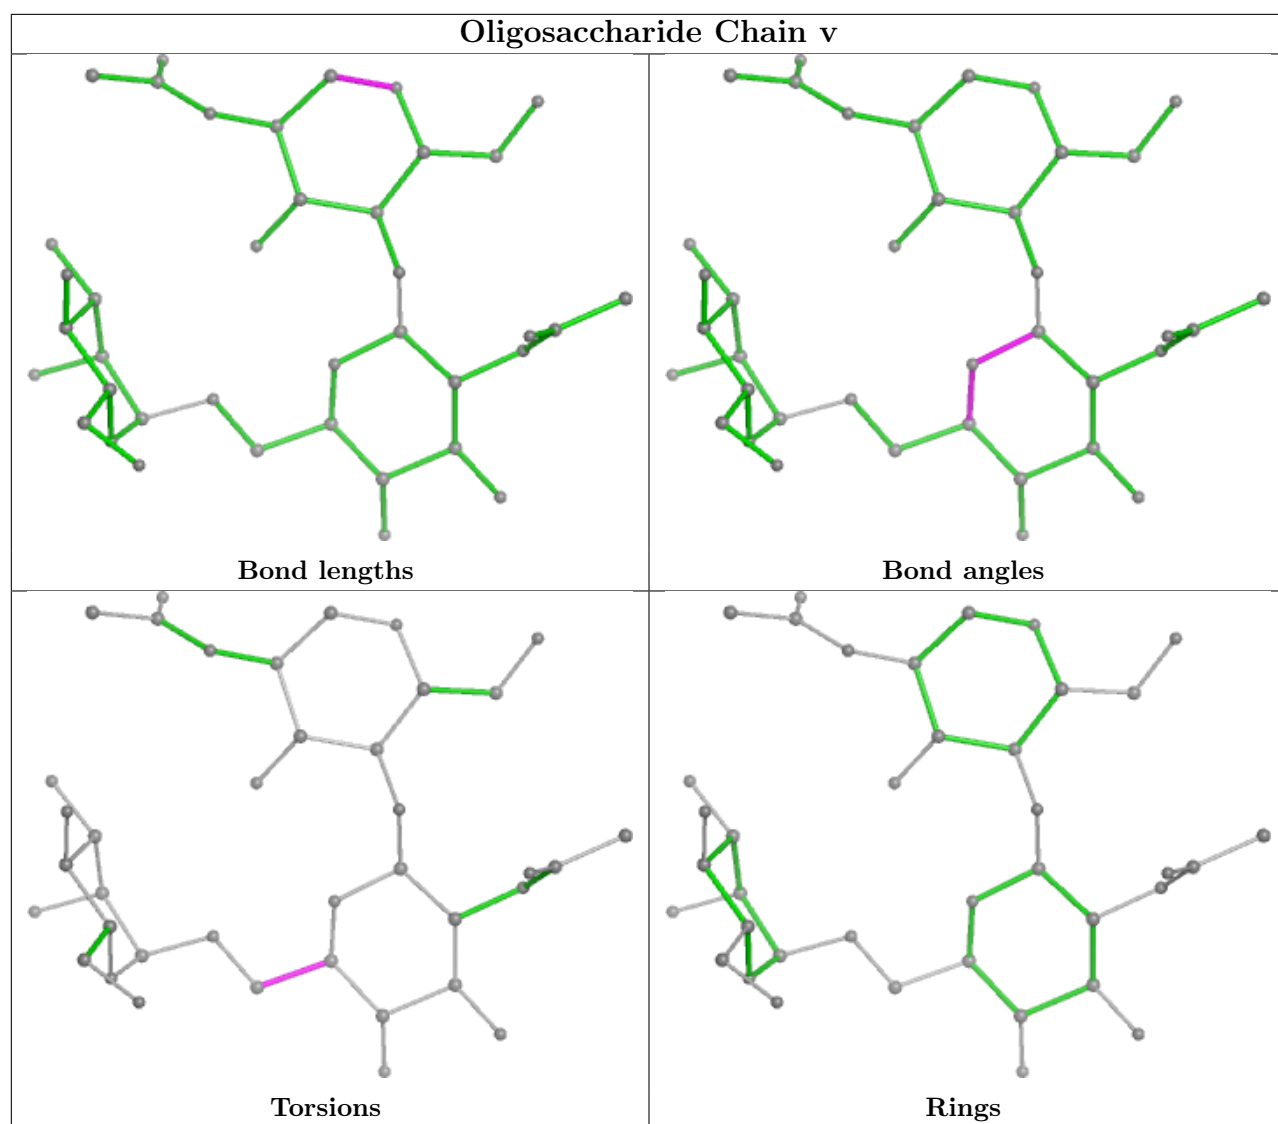 Oligosaccharide Chain v
Bond lengths
Bond angles
Torsions
Rings